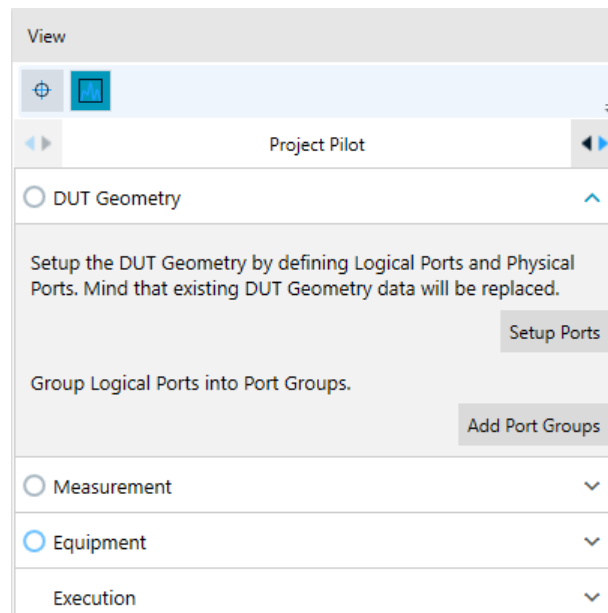 View
Project Pilot
DUT Geometry
Setup the DUT Geometry by defining Logical Ports and Physical
Ports. Mind that existing DUT Geometry data will be replaced.
Setup Ports
Group Logical Ports into Port Groups.
Add Port Groups
Measurement
Equipment
Execution